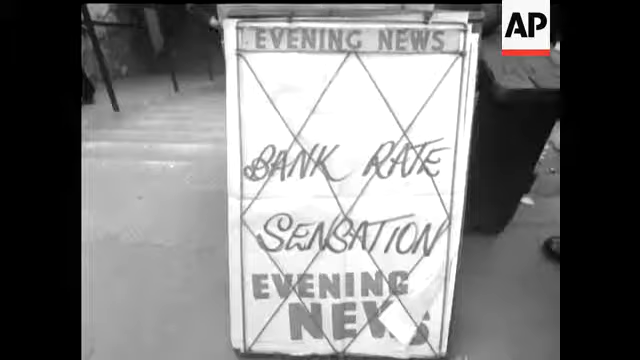 AP
EVENING NEWS
BANK RATE
SENSATION
EVENING
NEWS